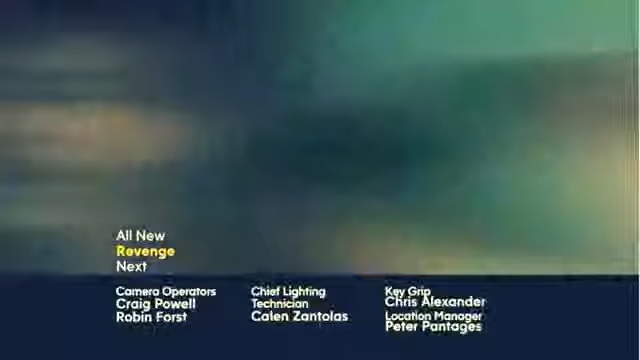 All New
Revenge
Next
Camera Operators
Craig Powell
Robin Forst
Chief Lighting
Technician
Calen Zantolas
Key Grip
Chris Alexander
Location Manager
Peter Pantages